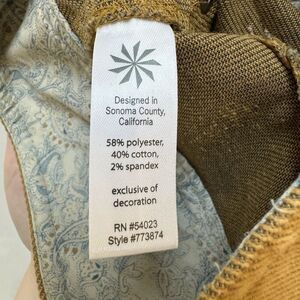 Designed in
Sonoma County,
California
58% polyester,
40% cotton,
2% spandex
exclusive of
decoration
RN #54023
Style #773874